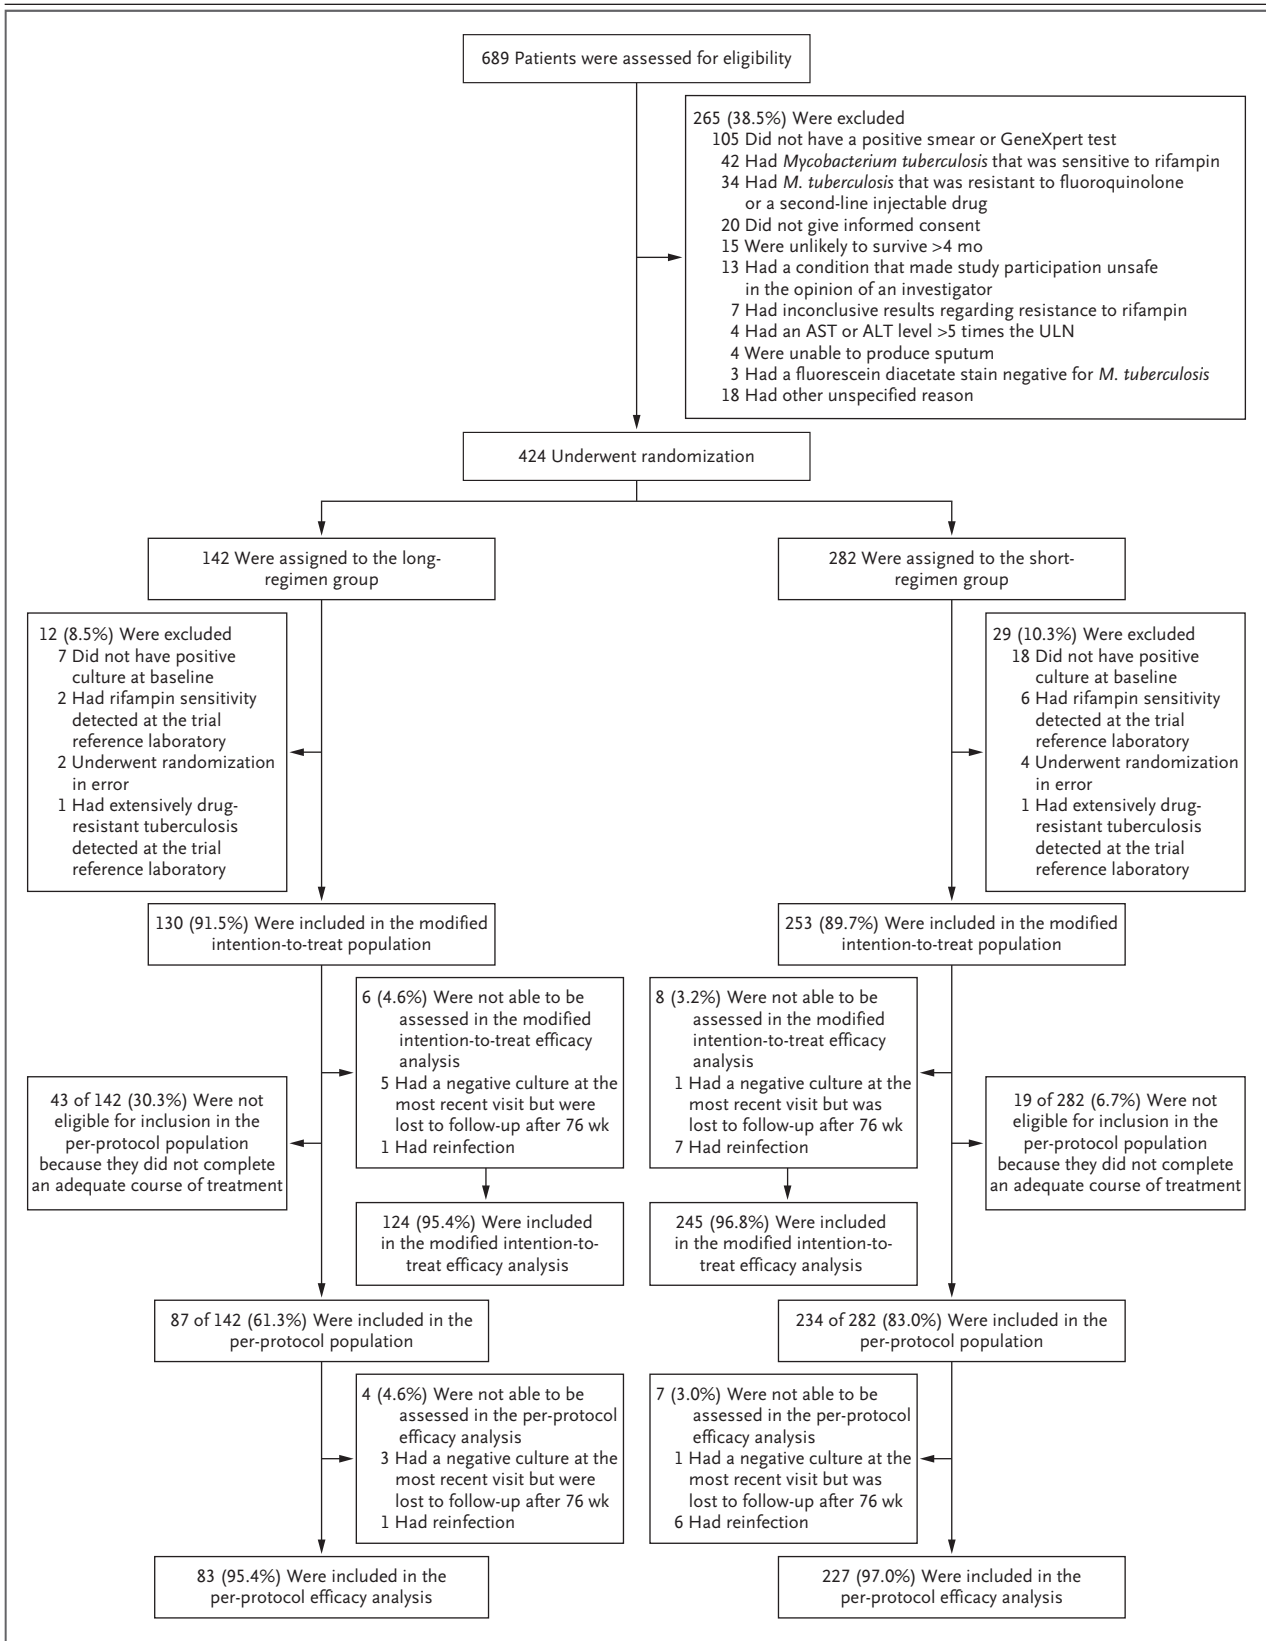 689 Patients were assessed for eligibility
265 (38.5%) Were excluded
105 Did not have a positive smear or GeneXpert test
42 Had Mycobacterium tuberculosis that was sensitive to rifampin
34 Had M. tuberculosis that was resistant to fluoroquinolone
or a second-line injectable drug
20 Did not give informed consent
15 Were unlikely to survive >4 mo
13 Had a condition that made study participation unsafe
in the opinion of an investigator
7 Had inconclusive results regarding resistance to rifampin
4 Had an AST or ALT level >5 times the ULN
4 Were unable to produce sputum
3 Had a fluorescein diacetate stain negative for M. tuberculosis
18 Had other unspecified reason
424 Underwent randomization
142 Were assigned to the long-
regimen group
282 Were assigned to the short-
regimen group
12 (8.5%) Were excluded
7 Did not have positive
culture at baseline
2 Had rifampin sensitivity
detected at the trial
reference laboratory
2 Underwent randomization
in error
1 Had extensively drug-
resistant tuberculosis
detected at the trial
reference laboratory
29 (10.3%) Were excluded
18 Did not have positive
culture at baseline
6 Had rifampin sensitivity
detected at the trial
reference laboratory
4 Underwent randomization
in error
1 Had extensively drug-
resistant tuberculosis
detected at the trial
reference laboratory
130 (91.5%) Were included in the modified
intention-to-treat population
253 (89.7%) Were included in the modified
intention-to-treat population
6 (4.6%) Were not able to be
assessed in the modified
intention-to-treat efficacy
analysis
5 Had a negative culture at the
most recent visit but were
lost to follow-up after 76 wk
1 Had reinfection
8 (3.2%) Were not able to be
assessed in the modified
intention-to-treat efficacy
analysis
1 Had a negative culture at the
most recent visit but was
lost to follow-up after 76 wk
7 Had reinfection
43 of 142 (30.3%) Were not
eligible for inclusion in the
per-protocol population
because they did not complete
an adequate course of treatment
19 of 282 (6.7%) Were not
eligible for inclusion in the
per-protocol population
because they did not complete
an adequate course of treatment
124 (95.4%) Were included
in the modified intention-to-
treat efficacy analysis
245 (96.8%) Were included
in the modified intention-to-
treat efficacy analysis
87 of 142 (61.3%) Were included in the
per-protocol population
234 of 282 (83.0%) Were included in the
per-protocol population
4 (4.6%) Were not able to be
assessed in the per-protocol
efficacy analysis
3 Had a negative culture at the
most recent visit but were
lost to follow-up after 76 wk
1 Had reinfection
7 (3.0%) Were not able to be
assessed in the per-protocol
efficacy analysis
1 Had a negative culture at the
most recent visit but was
lost to follow-up after 76 wk
6 Had reinfection
83 (95.4%) Were included in the
per-protocol efficacy analysis
227 (97.0%) Were included in the
per-protocol efficacy analysis